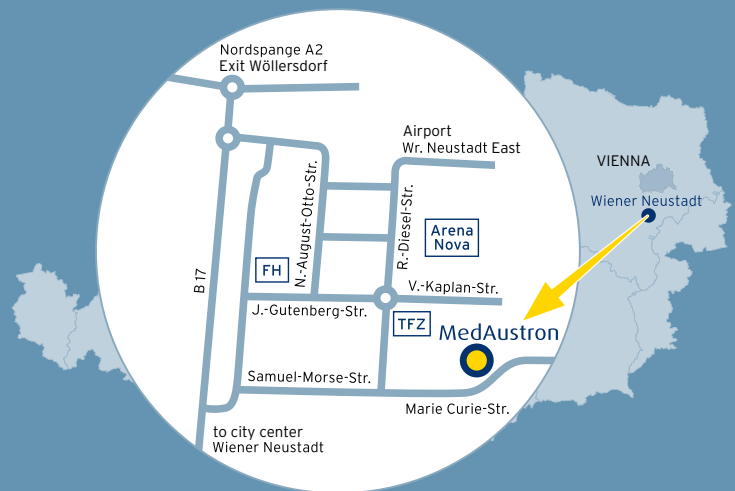 Nordspange A2
Exit Wöllersdorf
Airport
Wr. Neustadt East
VIENNA
Wiener Neustadt
N.-August-Otto-Str.
R.-Diesel-Str.
Arena
Nova
B 17
FH
V.-Kaplan-Str.
J.-Gutenberg-Str.
TFZ
MedAustron
Samuel-Morse-Str.
Marie Curie-Str.
to city center
Wiener Neustadt